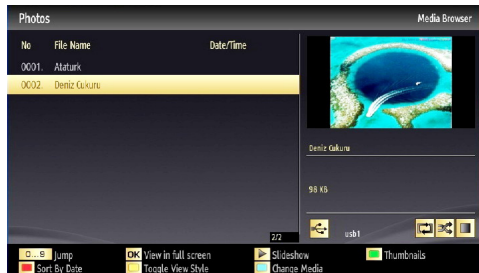 Photos Media Browser
No File Name Date/Time
0001. Ataturk
0002. Deniz Cukuru
Deniz Cukuru
98 KB
2/2 usb1
0...9 Jump OK View in full screen Slideshow Thumbnails
Sort By Date Toggle View Style Change Media